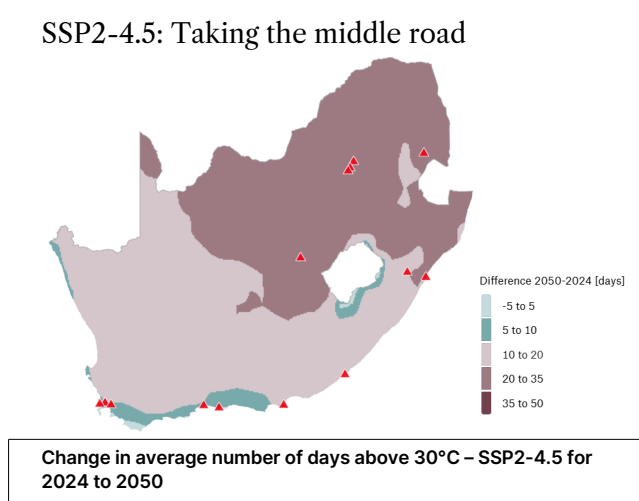 SSP2-4.5: Taking the middle road
Difference 2050-2024 [days]
-5 to 5
5 to 10
10 to 20
20 to 35
35 to 50
Change in average number of days above 30°C – SSP2-4.5 for
2024 to 2050